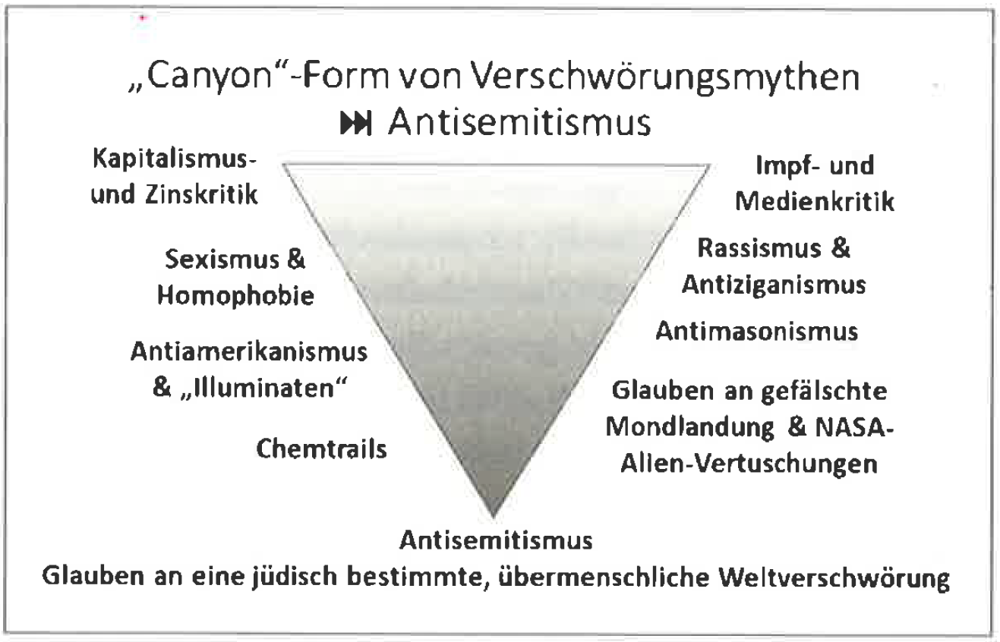 „Canyon“-Form von Verschwörungsmythen
⏭ Antisemitismus
Kapitalismus-
und Zinskritik
Impf- und
Medienkritik
Sexismus &
Homophobie
Rassismus &
Antiziganismus
Antimasonismus
Antiamerikanismus
& „Illuminaten“
Glauben an gefälschte
Mondlandung & NASA-
Alien-Vertuschungen
Chemtrails
Antisemitismus
Glauben an eine jüdisch bestimmte, übermenschliche Weltverschwörung